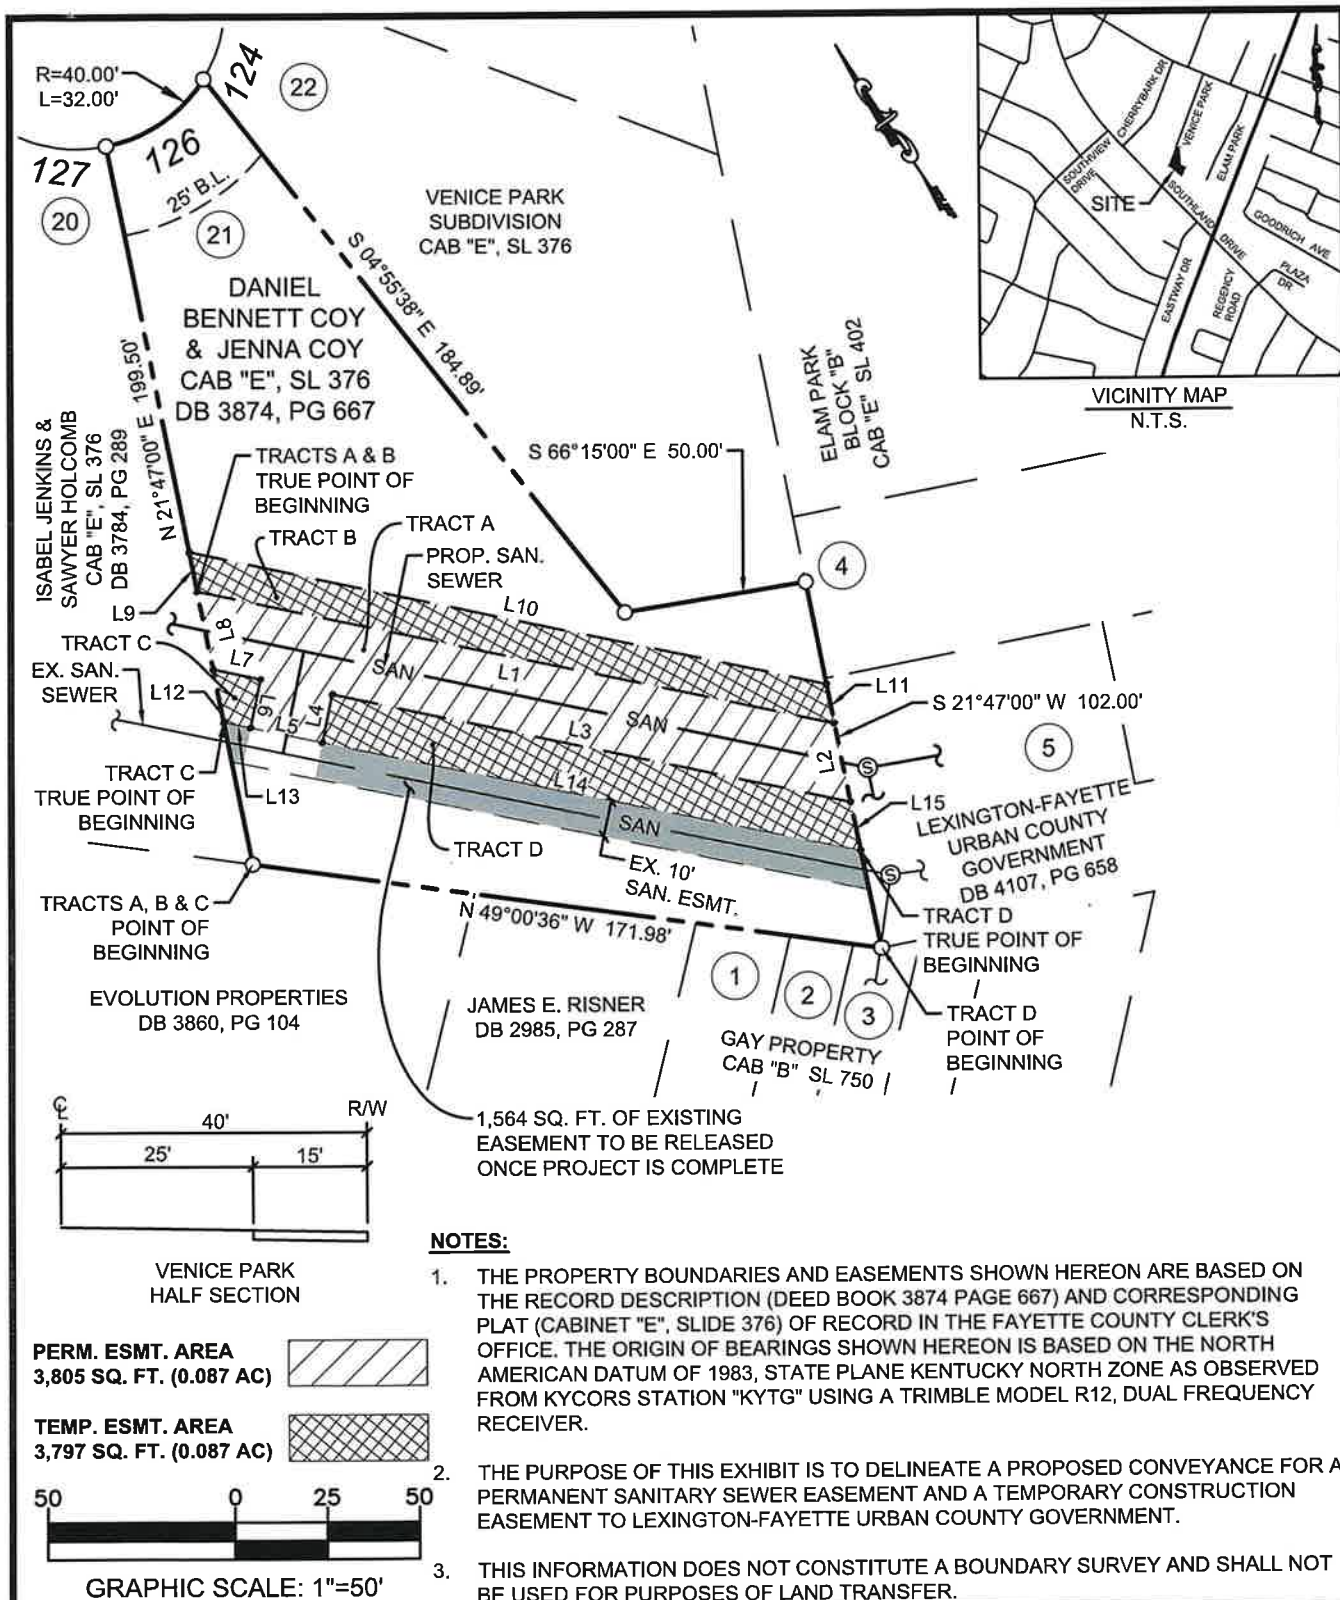 R=40.00'
L=32.00'
124
22
127
126
25' B.L.
20
21
VENICE PARK
SUBDIVISION
CAB "E", SL 376
S 04°55'38" E 184.89'
DANIEL
BENNETT COY
& JENNA COY
CAB "E", SL 376
DB 3874, PG 667
N 21°47'00" E 199.50'
ISABEL JENKINS &
SAWYER HOLCOMB
CAB "E", SL 376
DB 3784, PG 289
CHERRYBARK DR
VENICE PARK
ELAM PARK
SOUTHVIEW
DRIVE
SITE
SOUTHLAND
DRIVE
GOODRICH AVE
EASTWAY DR
REGENCY
ROAD
PLAZA
DR.
VICINITY MAP
N.T.S.
ELAM PARK
BLOCK "B"
CAB "E" SL 402
S 66°15'00" E 50.00'
4
TRACTS A & B
TRUE POINT OF
BEGINNING
TRACT A
TRACT B
PROP. SAN.
SEWER
L9
L10
L8
TRACT C
L7
SAN
L1
EX. SAN.
SEWER
L12
L6
L5
L4
L3
SAN
L11
S 21°47'00" W 102.00'
L2
S
5
TRACT C
TRUE POINT OF
BEGINNING
L13
L14
L15
SAN
S
LEXINGTON-FAYETTE
URBAN COUNTY
GOVERNMENT
DB 4107, PG 658
TRACT D
EX. 10'
SAN. ESMT.
TRACTS A, B & C
POINT OF
BEGINNING
N 49°00'36" W 171.98'
TRACT D
TRUE POINT OF
BEGINNING
TRACT D
POINT OF
BEGINNING
EVOLUTION PROPERTIES
DB 3860, PG 104
JAMES E. RISNER
DB 2985, PG 287
1
2
3
GAY PROPERTY
CAB "B" SL 750
1,564 SQ. FT. OF EXISTING
EASEMENT TO BE RELEASED
ONCE PROJECT IS COMPLETE
CL
R/W
40'
25'
15'
VENICE PARK
HALF SECTION
PERM. ESMT. AREA
3,805 SQ. FT. (0.087 AC)
TEMP. ESMT. AREA
3,797 SQ. FT. (0.087 AC)
50 0 25 50
GRAPHIC SCALE: 1"=50'
NOTES:
1. THE PROPERTY BOUNDARIES AND EASEMENTS SHOWN HEREON ARE BASED ON
THE RECORD DESCRIPTION (DEED BOOK 3874 PAGE 667) AND CORRESPONDING
PLAT (CABINET "E", SLIDE 376) OF RECORD IN THE FAYETTE COUNTY CLERK'S
OFFICE. THE ORIGIN OF BEARINGS SHOWN HEREON IS BASED ON THE NORTH
AMERICAN DATUM OF 1983, STATE PLANE KENTUCKY NORTH ZONE AS OBSERVED
FROM KYCORS STATION "KYTG" USING A TRIMBLE MODEL R12, DUAL FREQUENCY
RECEIVER.
2. THE PURPOSE OF THIS EXHIBIT IS TO DELINEATE A PROPOSED CONVEYANCE FOR A
PERMANENT SANITARY SEWER EASEMENT AND A TEMPORARY CONSTRUCTION
EASEMENT TO LEXINGTON-FAYETTE URBAN COUNTY GOVERNMENT.
3. THIS INFORMATION DOES NOT CONSTITUTE A BOUNDARY SURVEY AND SHALL NOT
BE USED FOR PURPOSES OF LAND TRANSFER.